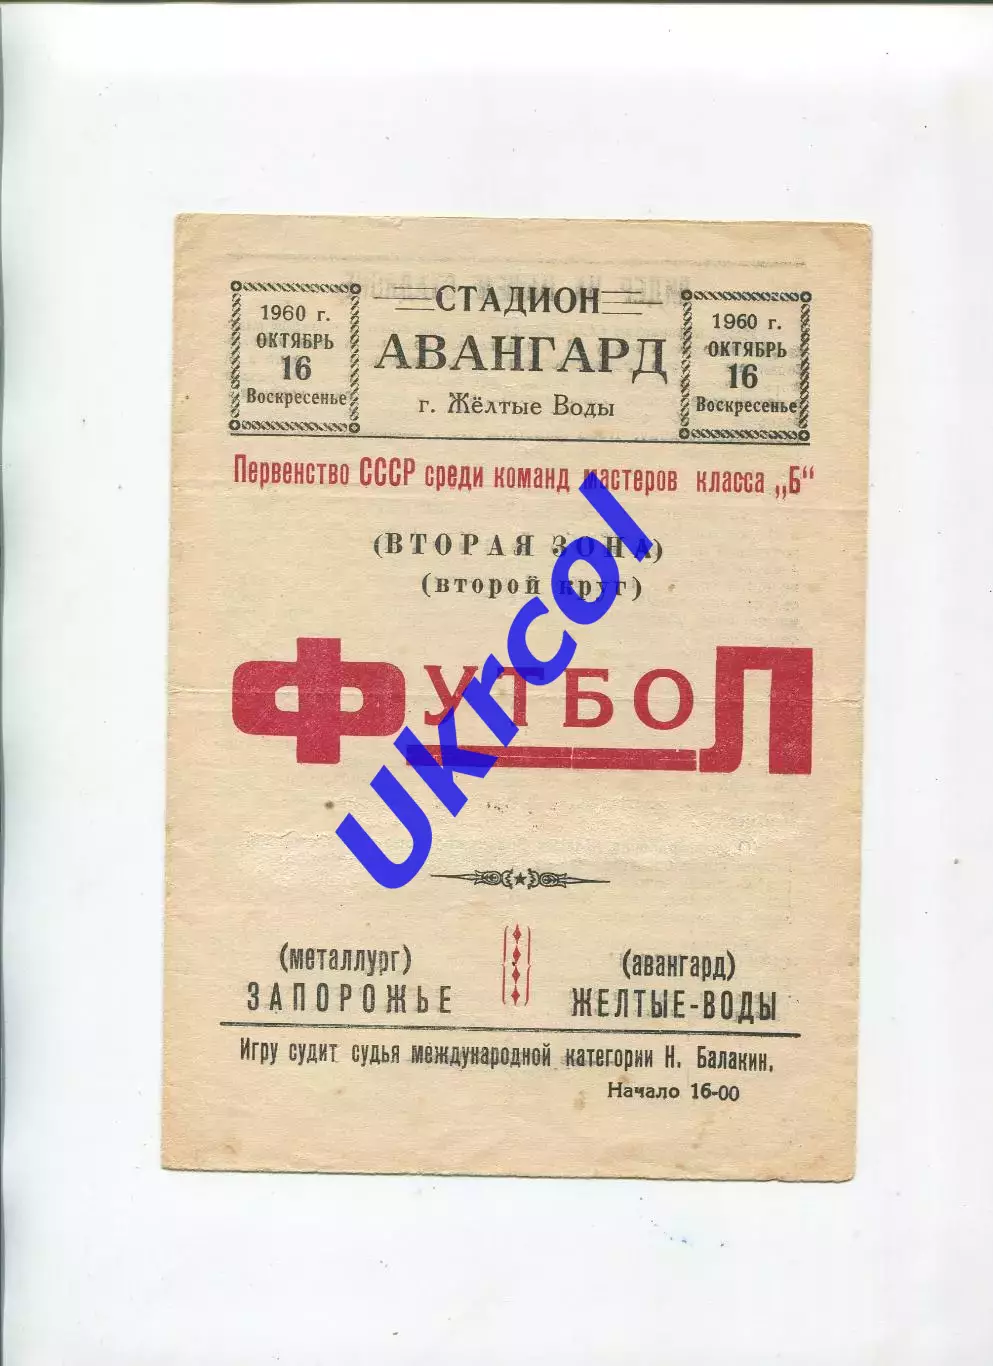 1960 г.
ОКТЯБРЬ
16
Воскресенье
СТАДИОН
АВАНГАРД
г. Жёлтые Воды
1960 г.
ОКТЯБРЬ
16
Воскресенье
Первенство СССР среди команд мастеров класса „Б“
(ВТОРАЯ ЗОНА)
(второй круг)
ФУТБОЛ
Ukrcol
(металлург)
ЗАПОРОЖЬЕ
(авангард)
ЖЕЛТЫЕ-ВОДЫ
Игру судит судья международной категории Н. Балакин.
Начало 16-00